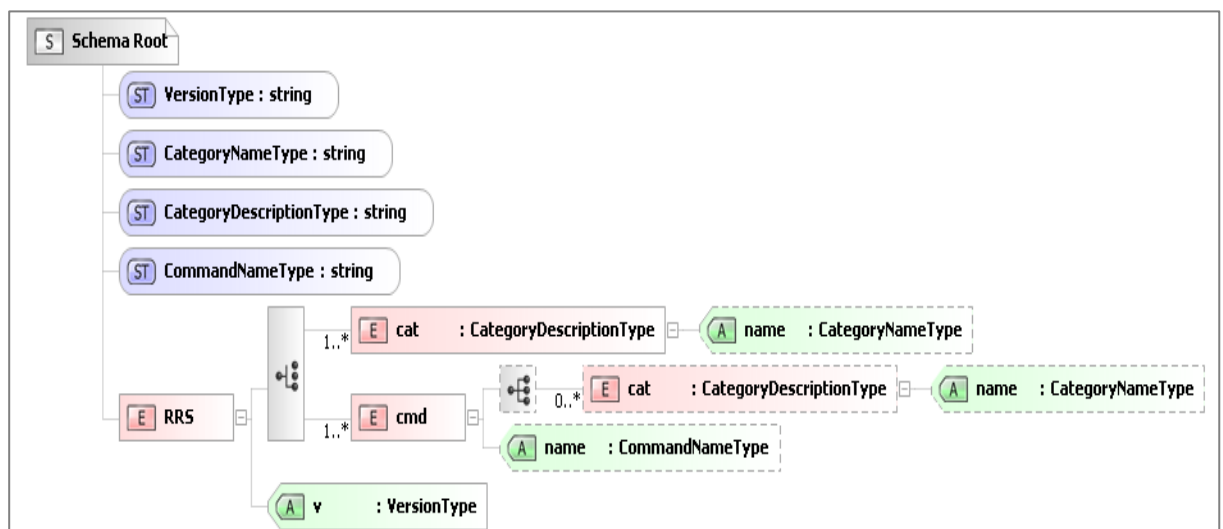 S Schema Root
ST VersionType : string
ST CategoryNameType : string
ST CategoryDescriptionType : string
ST CommandNameType : string
E RRS
1..* E cat : CategoryDescriptionType A name : CategoryNameType
1..* E cmd
0..* E cat : CategoryDescriptionType A name : CategoryNameType
A name : CommandNameType
A v : VersionType